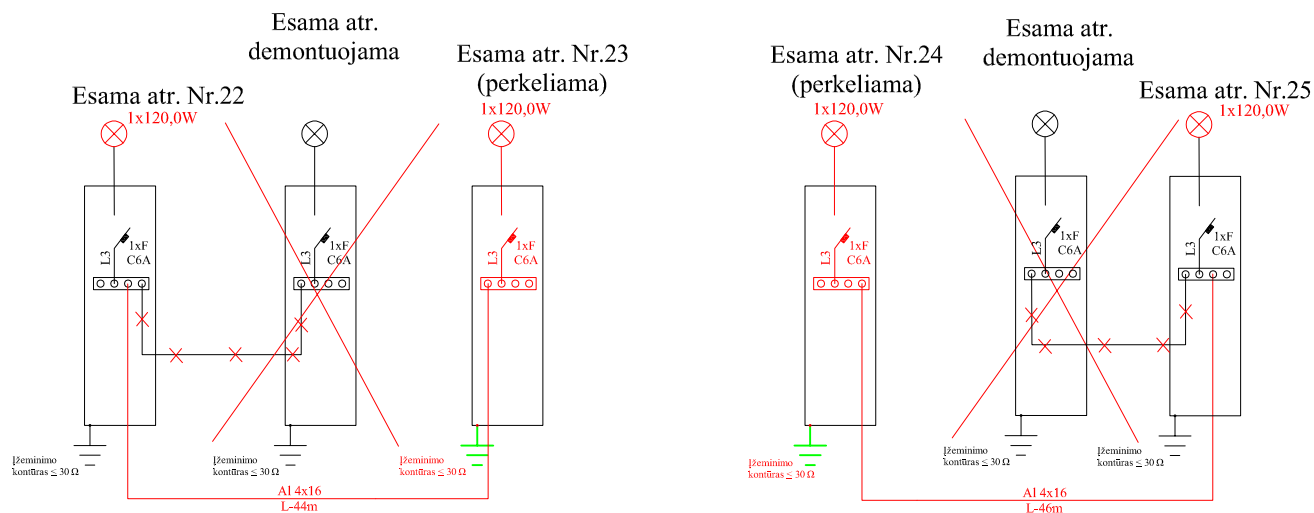 Esama atr.
demontuojama
Esama atr. Nr.23
(perkeliama)
Esama atr. Nr.22
1x120,0W
1x120,0W
L3
1xF
C6A
L3
1xF
C6A
L3
1xF
C6A
Įžeminimo
kontūras ≤ 30 Ω
Įžeminimo
kontūras ≤ 30 Ω
Įžeminimo
kontūras ≤ 30 Ω
Al 4x16
L-44m
Esama atr. Nr.24
(perkeliama)
Esama atr.
demontuojama
Esama atr. Nr.25
1x120,0W
1x120,0W
L3
1xF
C6A
L3
1xF
C6A
L3
1xF
C6A
Įžeminimo
kontūras ≤ 30 Ω
Įžeminimo
kontūras ≤ 30 Ω
Įžeminimo
kontūras ≤ 30 Ω
Al 4x16
L-46m